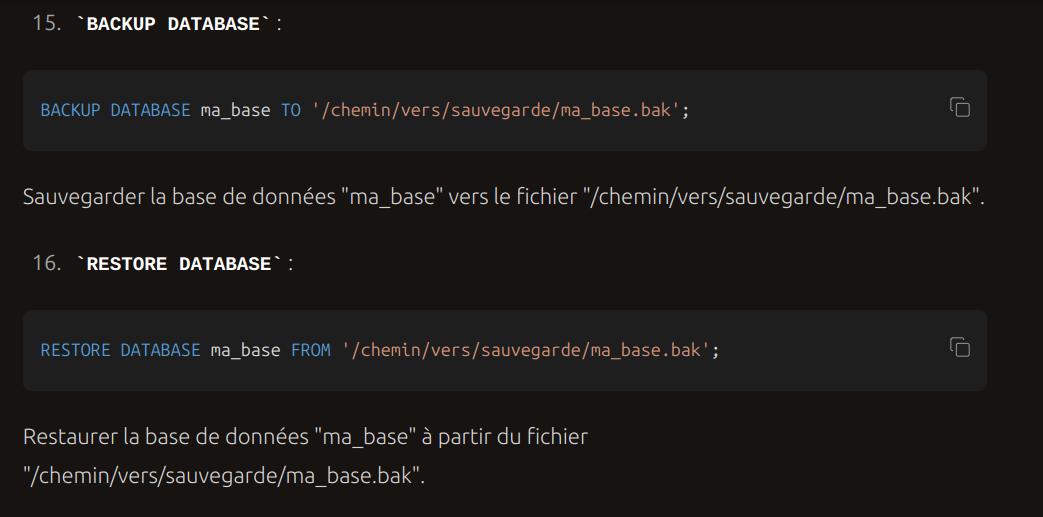 15. `BACKUP DATABASE` :
BACKUP DATABASE ma_base TO '/chemin/vers/sauvegarde/ma_base.bak';
Sauvegarder la base de données "ma_base" vers le fichier "/chemin/vers/sauvegarde/ma_base.bak".
16. `RESTORE DATABASE` :
RESTORE DATABASE ma_base FROM '/chemin/vers/sauvegarde/ma_base.bak';
Restaurer la base de données "ma_base" à partir du fichier
"/chemin/vers/sauvegarde/ma_base.bak".